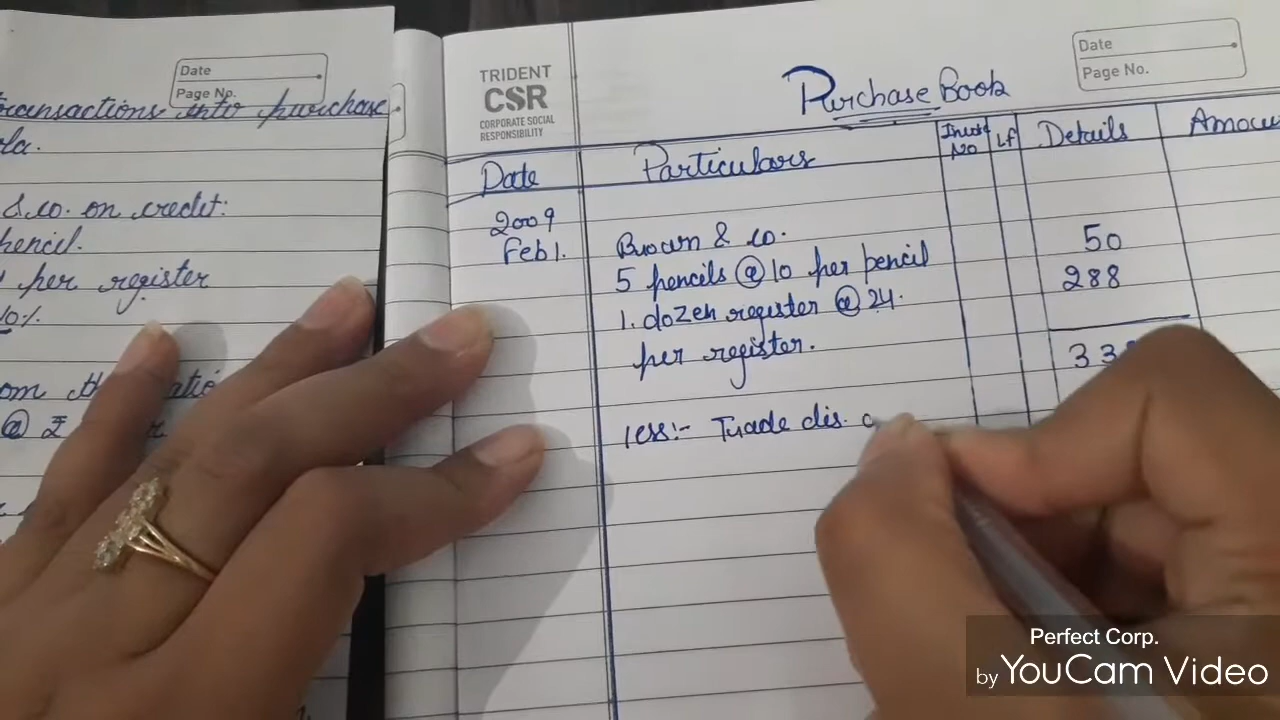 Date
Page No.
transactions into purchase
& co. on credit:
per register
10%.
@ ₹
TRIDENT
CSR
CORPORATE SOCIAL
RESPONSIBILITY
Date
Page No.
Purchase Book
Date Particulars Invoice No LF Details
2009
Feb 1. Brown & co.
5 pencils @ 10 per pencil 50
1. dozen register @ 24. 288
per register. 33
less:- Trade dis.
Perfect Corp.
by YouCam Video